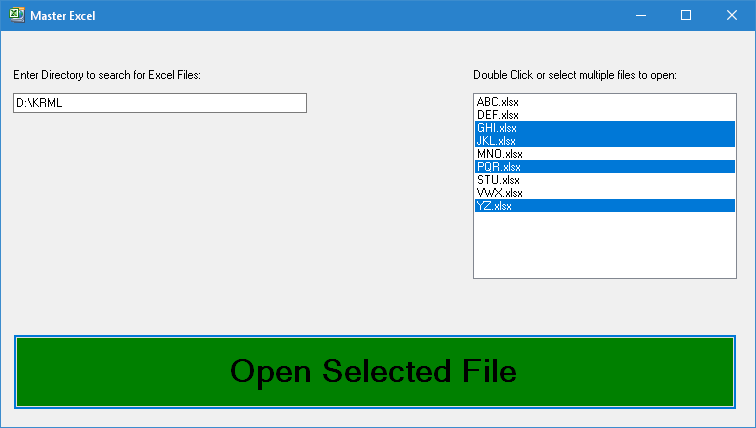 Master Excel
Enter Directory to search for Excel Files:
D:\KRML
Double Click or select multiple files to open:
ABC.xlsx
DEF.xlsx
GHI.xlsx
JKL.xlsx
MNO.xlsx
PQR.xlsx
STU.xlsx
VWX.xlsx
YZ.xlsx
Open Selected File